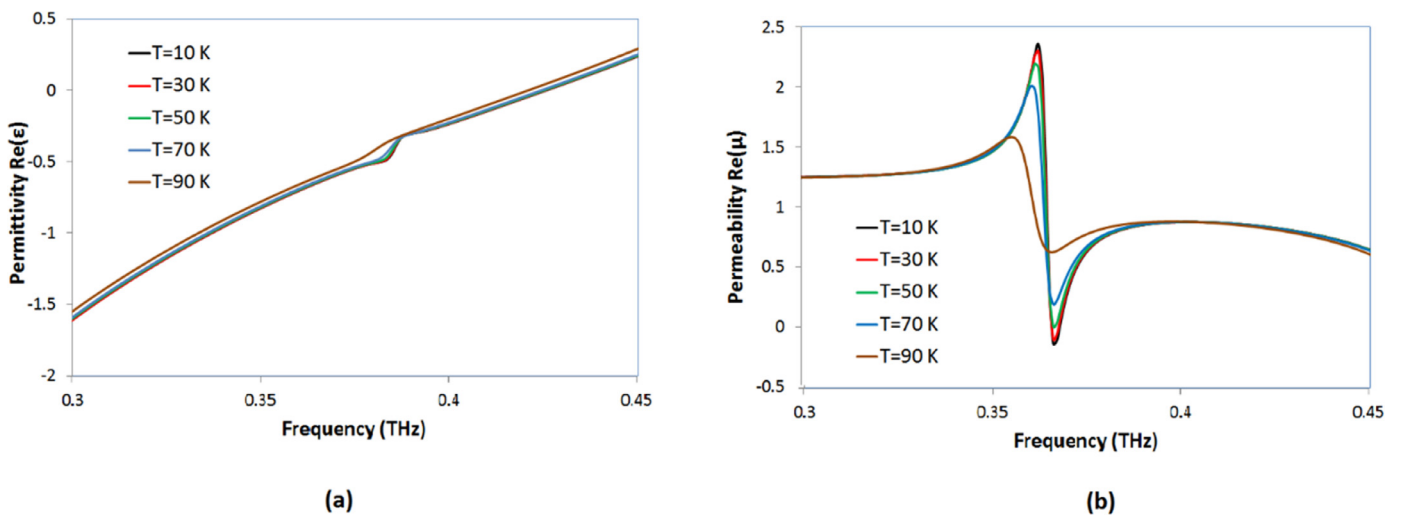 0.5
0
-0.5
-1
-1.5
-2
Permittivity Re(ε)
T=10 K
T=30 K
T=50 K
T=70 K
T=90 K
0.3 0.35 0.4 0.45
Frequency (THz)
(a)
2.5
2
1.5
1
0.5
0
-0.5
Permeability Re(μ)
T=10 K
T=30 K
T=50 K
T=70 K
T=90 K
0.3 0.35 0.4 0.45
Frequency (THz)
(b)